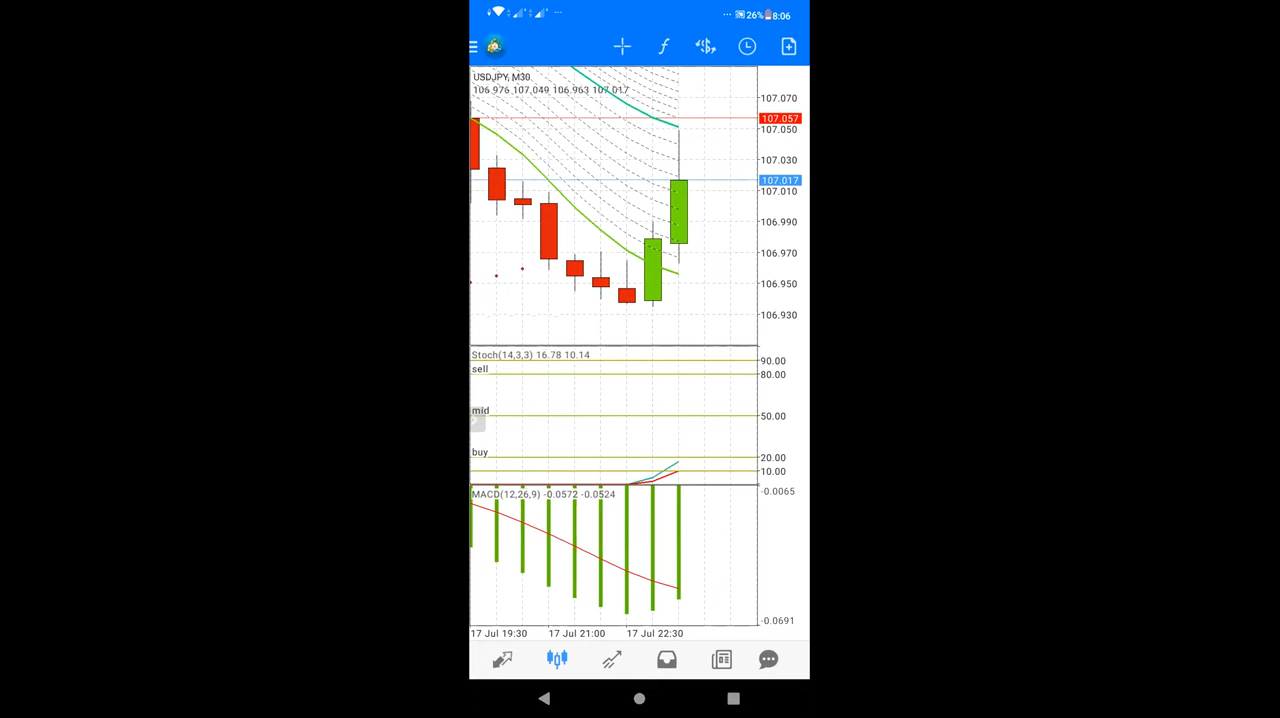 26% 8:06
USDJPY, M30
106.976 107.049 106.963 107.017
107.070
107.057
107.050
107.030
107.017
107.010
106.990
106.970
106.950
106.930
Stoch(14,3,3) 16.78 10.14
90.00
sell
80.00
mid
50.00
buy
20.00
10.00
MACD(12,26,9) -0.0572 -0.0524
-0.0065
-0.0691
17 Jul 19:30 17 Jul 21:00 17 Jul 22:30